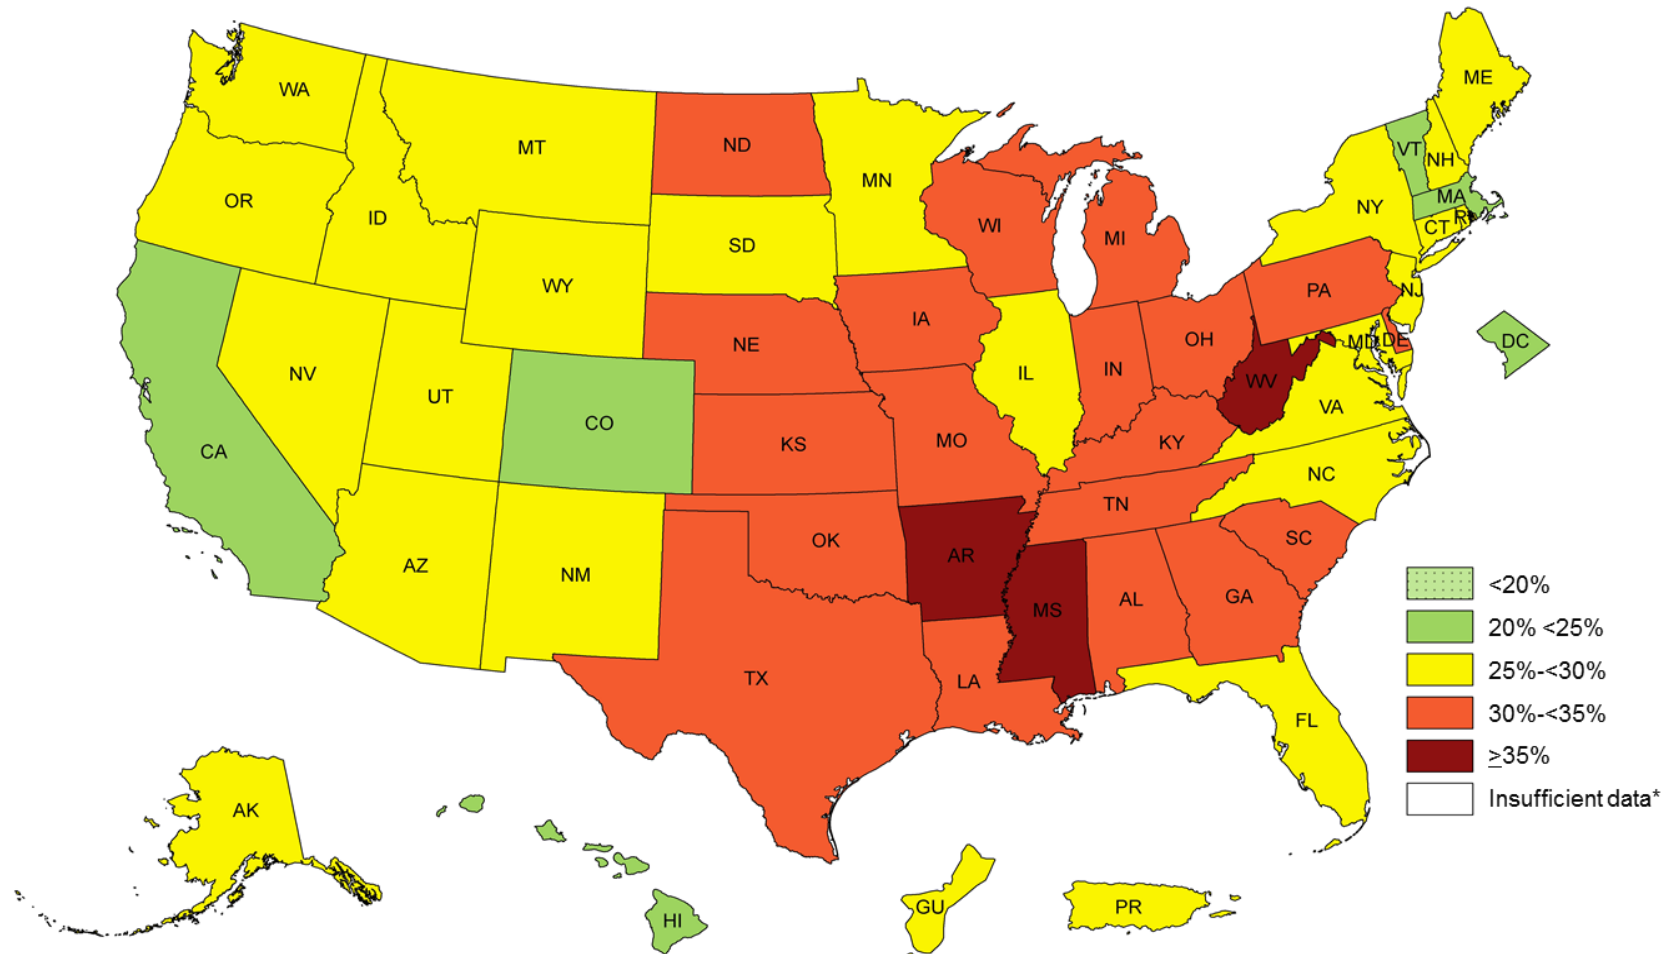 WA
MT
ND
MN
ME
VT
NH
OR
ID
SD
WI
MI
NY
MA
CT
RI
WY
NE
IA
PA
NJ
NV
UT
CO
IL
IN
OH
MD
DE
DC
WV
VA
CA
KS
MO
KY
NC
AZ
NM
OK
AR
TN
SC
MS
AL
GA
TX
LA
FL
AK
HI
GU
PR
<20%
20% <25%
25%-<30%
30%-<35%
≥35%
Insufficient data*